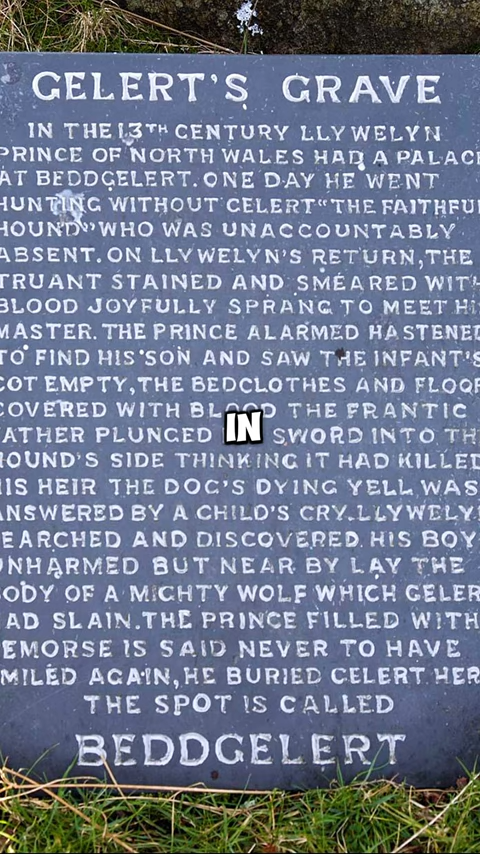 GELERT'S GRAVE
IN THE 13TH CENTURY LLYWELYN
PRINCE OF NORTH WALES HAD A PALAC
AT BEDDGELERT. ONE DAY HE WENT
HUNTING WITHOUT GELERT "THE FAITHFU
HOUND" WHO WAS UNACCOUNTABLY
ABSENT. ON LLYWELYN'S RETURN, THE
TRUANT STAINED AND SMEARED WITH
BLOOD JOYFULLY SPRANG TO MEET HI
MASTER. THE PRINCE ALARMED HASTENED
TO FIND HIS SON AND SAW THE INFANT'S
COT EMPTY, THE BEDCLOTHES AND FLOOR
COVERED WITH BLOOD THE FRANTIC
ATHER PLUNGED IN SWORD INTO TH
HOUND'S SIDE THINKING IT HAD KILLED
HIS HEIR THE DOG'S DYING YELL WAS
ANSWERED BY A CHILD'S CRY. LLYWELY
EARCHED AND DISCOVERED HIS BOY
UNHARMED BUT NEAR BY LAY THE
BODY OF A MIGHTY WOLF WHICH GELER
AD SLAIN. THE PRINCE FILLED WITH
EMORSE IS SAID NEVER TO HAVE
MILED AGAIN, HE BURIED GELERT HER
THE SPOT IS CALLED
BEDDGELERT